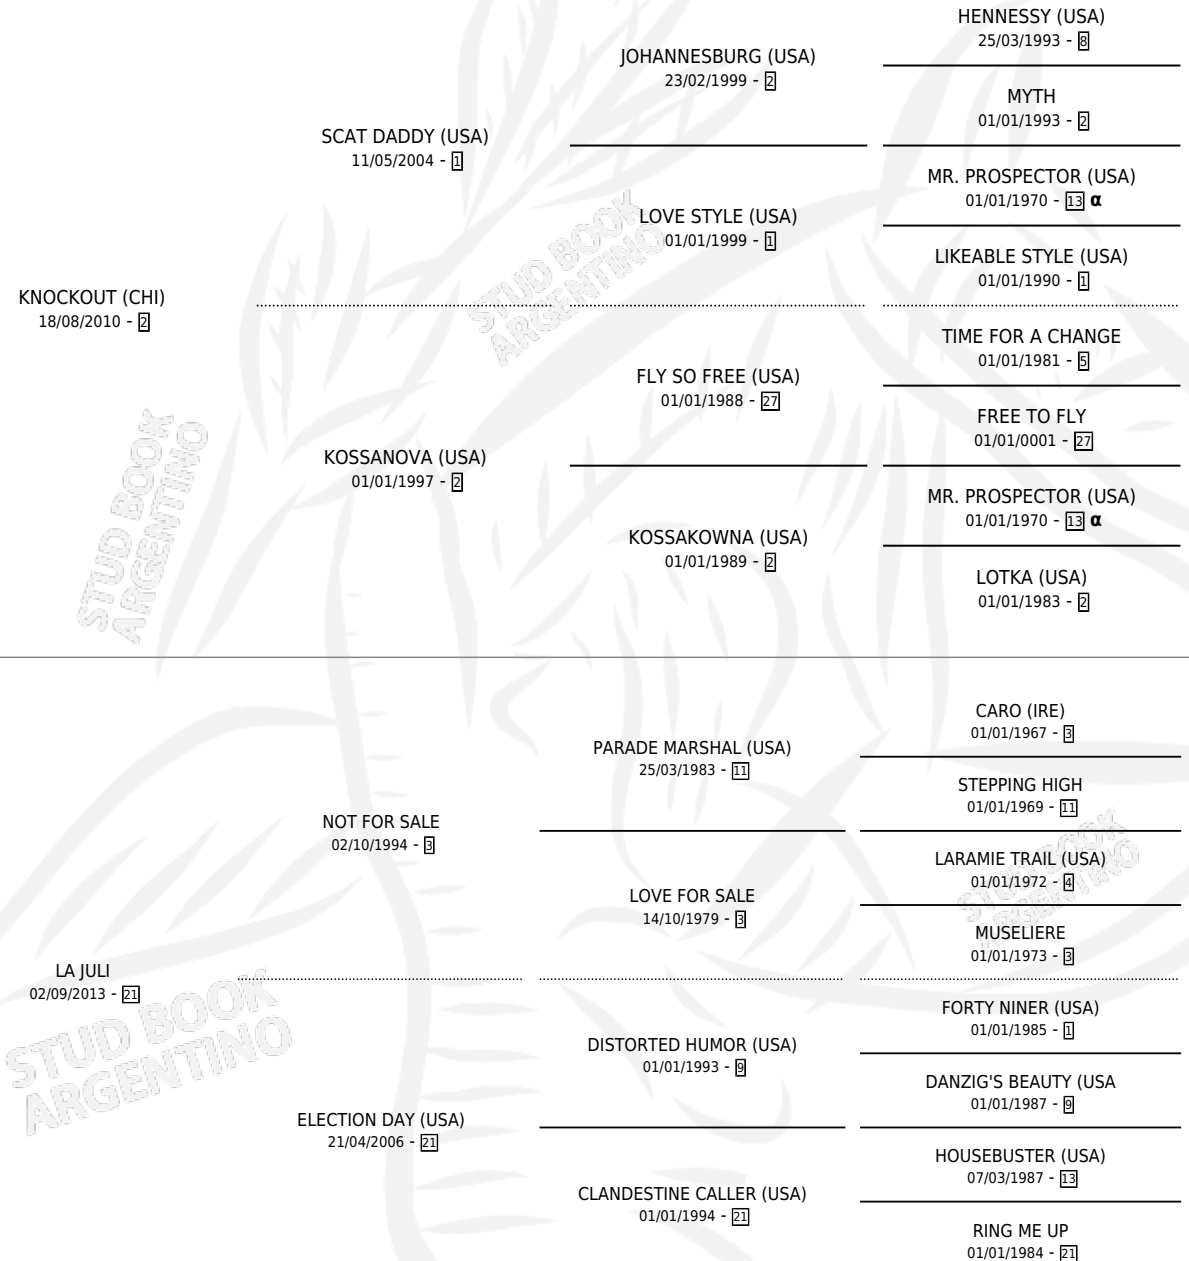 HENNESSY (USA)
25/03/1993 - 8
JOHANNESBURG (USA)
23/02/1999 - 2
MYTH
01/01/1993 - 2
SCAT DADDY (USA)
11/05/2004 - 1
MR. PROSPECTOR (USA)
01/01/1970 - 13 α
LOVE STYLE (USA)
01/01/1999 - 1
LIKEABLE STYLE (USA)
01/01/1990 - 1
KNOCKOUT (CHI)
18/08/2010 - 2
TIME FOR A CHANGE
01/01/1981 - 5
FLY SO FREE (USA)
01/01/1988 - 27
FREE TO FLY
01/01/0001 - 27
KOSSANOVA (USA)
01/01/1997 - 2
MR. PROSPECTOR (USA)
01/01/1970 - 13 α
KOSSAKOWNA (USA)
01/01/1989 - 2
LOTKA (USA)
01/01/1983 - 2
CARO (IRE)
01/01/1967 - 3
PARADE MARSHAL (USA)
25/03/1983 - 11
STEPPING HIGH
01/01/1969 - 11
NOT FOR SALE
02/10/1994 - 3
LARAMIE TRAIL (USA)
01/01/1972 - 4
LOVE FOR SALE
14/10/1979 - 3
MUSELIERE
01/01/1973 - 3
LA JULI
02/09/2013 - 21
FORTY NINER (USA)
01/01/1985 - 1
DISTORTED HUMOR (USA)
01/01/1993 - 9
DANZIG'S BEAUTY (USA
01/01/1987 - 9
ELECTION DAY (USA)
21/04/2006 - 21
HOUSEBUSTER (USA)
07/03/1987 - 13
CLANDESTINE CALLER (USA)
01/01/1994 - 21
RING ME UP
01/01/1984 - 21
STUD BOOK
ARGENTINO
STUD BOOK
ARGENTINO
STUD BOOK
ARGENTINO
STUD BOOK
ARGENTINO